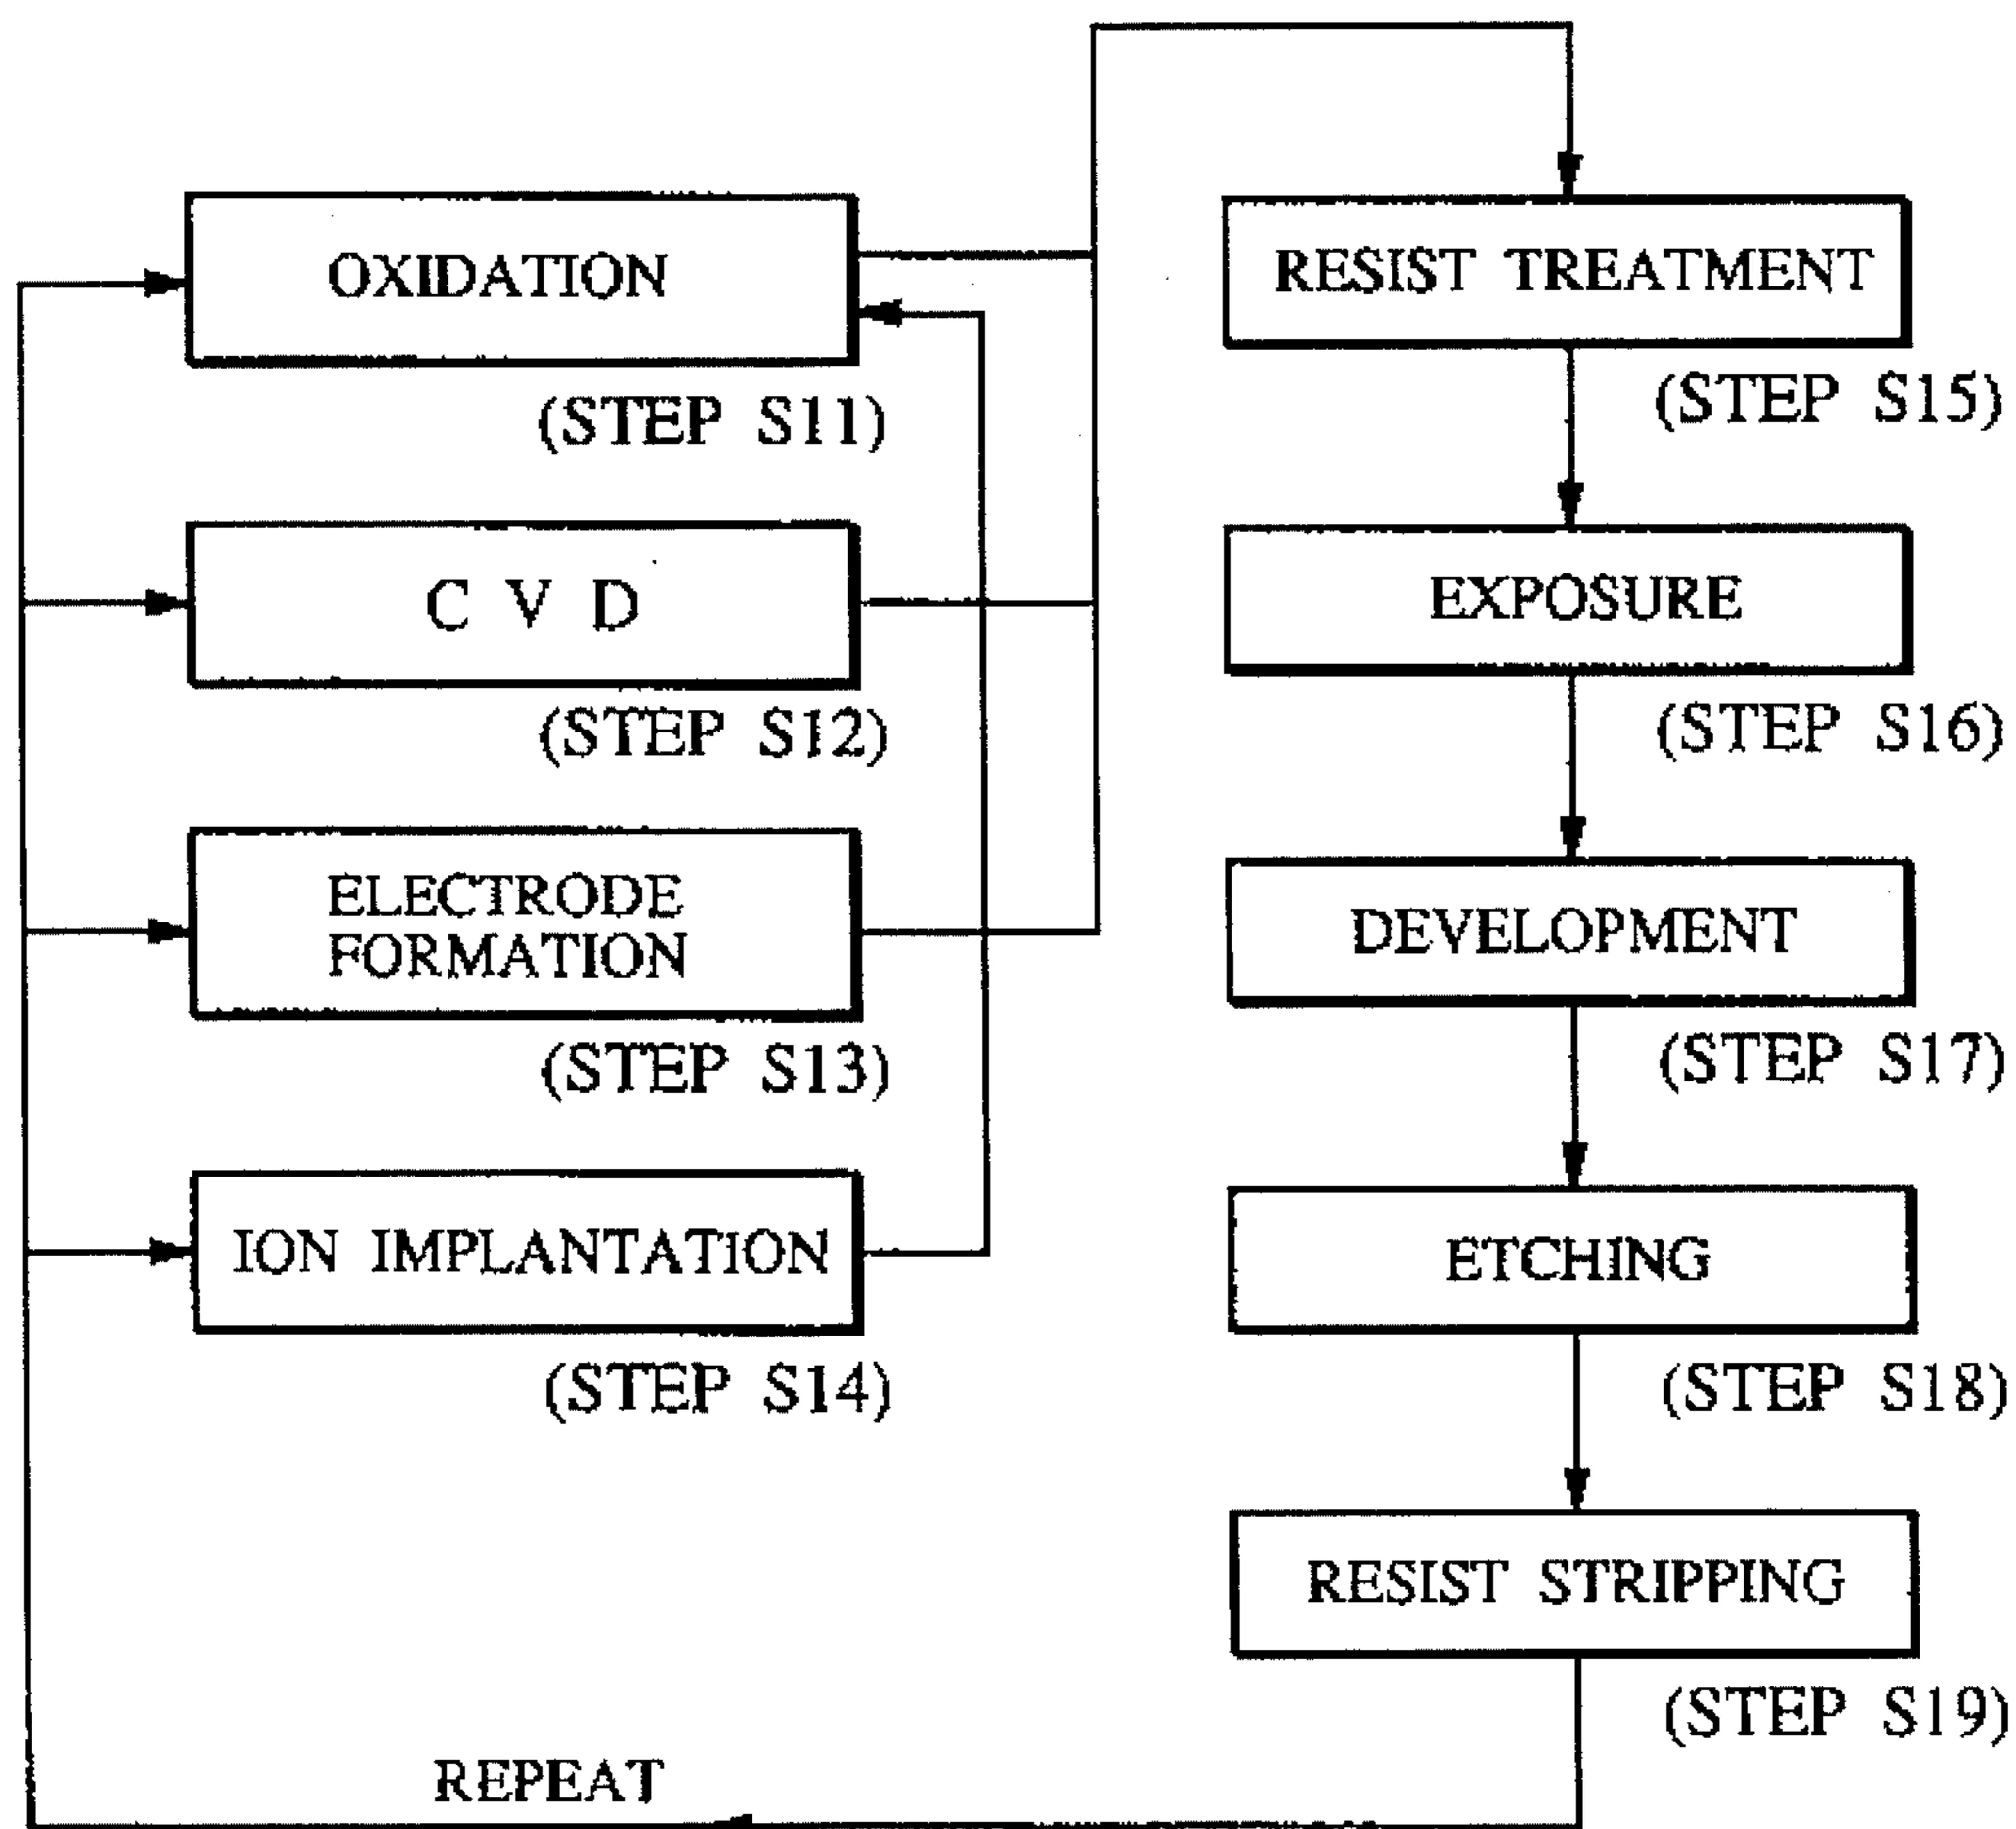 OXIDATION
(STEP S11)
C V D
(STEP S12)
ELECTRODE
FORMATION
(STEP S13)
ION IMPLANTATION
(STEP S14)
RESIST TREATMENT
(STEP S15)
EXPOSURE
(STEP S16)
DEVELOPMENT
(STEP S17)
ETCHING
(STEP S18)
RESIST STRIPPING
(STEP S19)
REPEAT